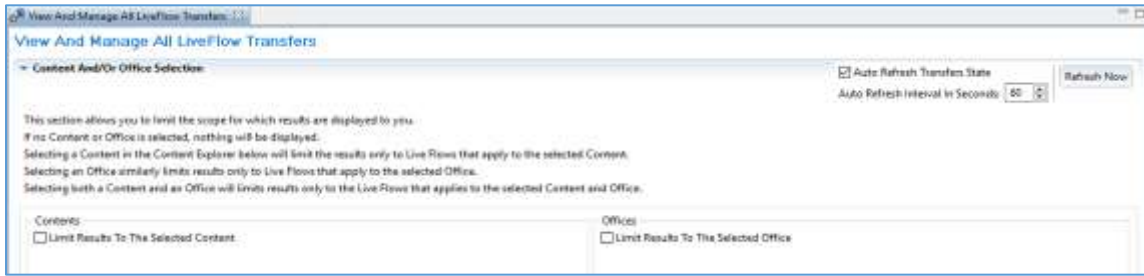 View And Manage All LiveFlow Transfers
View And Manage All LiveFlow Transfers
Content And/Or Office Selection
Auto Refresh Transfers State
Refresh Now
Auto Refresh Interval In Seconds 60
This section allows you to limit the scope for which results are displayed to you.
If no Content or Office is selected, nothing will be displayed.
Selecting a Content in the Content Explorer below will limit the results only to Live Flows that apply to the selected Content.
Selecting an Office similarly limits results only to Live Flows that apply to the selected Office.
Selecting both a Content and an Office will limits results only to the Live Flows that applies to the selected Content and Office.
Contents
Limit Results To The Selected Content
Offices
Limit Results To The Selected Office